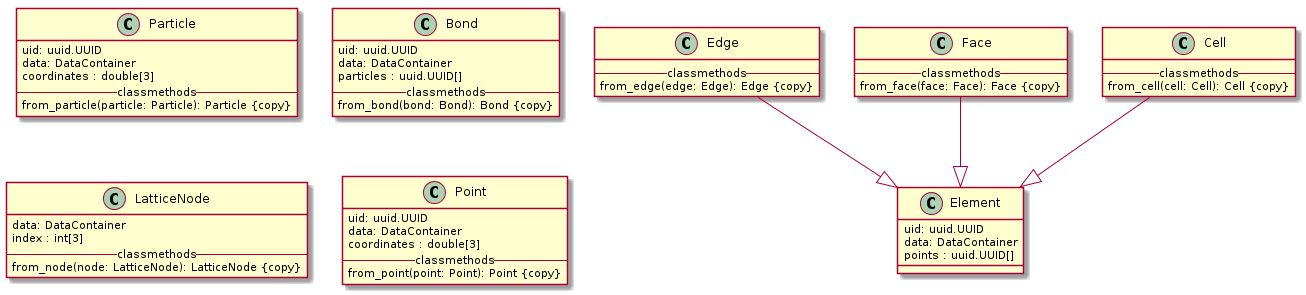 C Particle
uid: uuid.UUID
data: DataContainer
coordinates : double[3]
classmethods
from_particle(particle: Particle): Particle {copy}
C Bond
uid: uuid.UUID
data: DataContainer
particles : uuid.UUID[]
classmethods
from_bond(bond: Bond): Bond {copy}
C Edge
classmethods
from_edge(edge: Edge): Edge {copy}
C Face
classmethods
from_face(face: Face): Face {copy}
C Cell
classmethods
from_cell(cell: Cell): Cell {copy}
C LatticeNode
data: DataContainer
index : int[3]
classmethods
from_node(node: LatticeNode): LatticeNode {copy}
C Point
uid: uuid.UUID
data: DataContainer
coordinates : double[3]
classmethods
from_point(point: Point): Point {copy}
C Element
uid: uuid.UUID
data: DataContainer
points : uuid.UUID[]